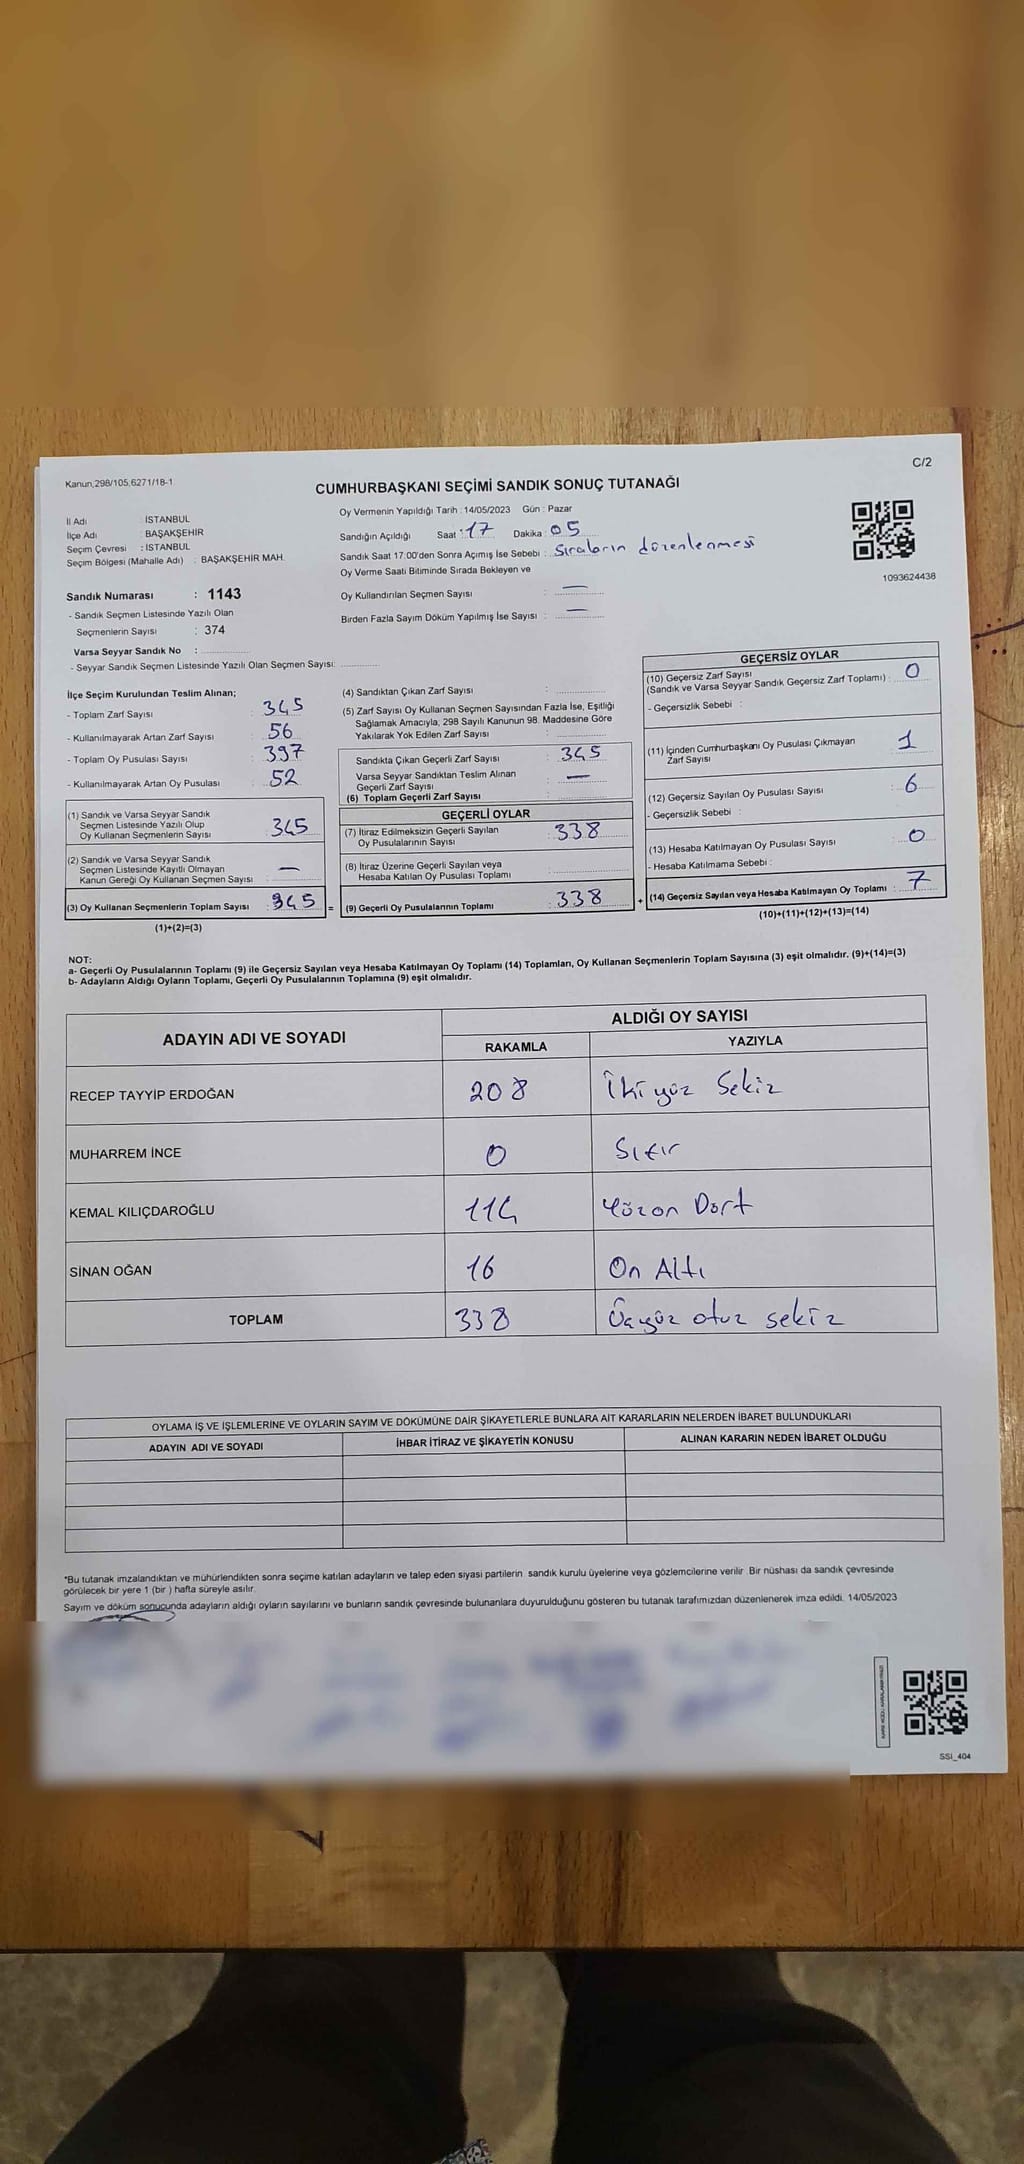 Kanun,298/105;6271/18-1
C/2
CUMHURBAŞKANI SEÇİMİ SANDIK SONUÇ TUTANAĞI
İl Adı : İSTANBUL
İlçe Adı : BAŞAKŞEHİR
Seçim Çevresi : İSTANBUL
Seçim Bölgesi (Mahalle Adı) : BAŞAKŞEHİR MAH.
Oy Vermenin Yapıldığı Tarih : 14/05/2023 Gün : Pazar
Sandığın Açıldığı Saat : 17 Dakika : 05
Sandık Saat 17:00'den Sonra Açımış İse Sebebi : Sıraların düzenlenmesi
Oy Verme Saati Bitiminde Sırada Bekleyen ve
Oy Kullandırılan Seçmen Sayısı : —
Birden Fazla Sayım Döküm Yapılmış İse Sayısı : —
1093624438
Sandık Numarası : 1143
- Sandık Seçmen Listesinde Yazılı Olan
Seçmenlerin Sayısı : 374
Varsa Seyyar Sandık No :
- Seyyar Sandık Seçmen Listesinde Yazılı Olan Seçmen Sayısı:
İlçe Seçim Kurulundan Teslim Alınan;
- Toplam Zarf Sayısı : 345
- Kullanılmayarak Artan Zarf Sayısı : 56
- Toplam Oy Pusulası Sayısı : 397
- Kullanılmayarak Artan Oy Pusulası : 52
(1) Sandık ve Varsa Seyyar Sandık
Seçmen Listesinde Yazılı Olup
Oy Kullanan Seçmenlerin Sayısı : 345
(2) Sandık ve Varsa Seyyar Sandık
Seçmen Listesinde Kayıtlı Olmayan
Kanun Gereği Oy Kullanan Seçmen Sayısı : —
(3) Oy Kullanan Seçmenlerin Toplam Sayısı : 345 =
(1)+(2)=(3)
(4) Sandıktan Çıkan Zarf Sayısı :
(5) Zarf Sayısı Oy Kullanan Seçmen Sayısından Fazla İse, Eşitliği
Sağlamak Amacıyla, 298 Sayılı Kanunun 98. Maddesine Göre
Yakılarak Yok Edilen Zarf Sayısı :
Sandıkta Çıkan Geçerli Zarf Sayısı : 345
Varsa Seyyar Sandıktan Teslim Alınan
Geçerli Zarf Sayısı : —
(6) Toplam Geçerli Zarf Sayısı :
GEÇERLİ OYLAR
(7) İtiraz Edilmeksizin Geçerli Sayılan
Oy Pusulalarının Sayısı : 338
(8) İtiraz Üzerine Geçerli Sayılan veya
Hesaba Katılan Oy Pusulası Toplamı :
(9) Geçerli Oy Pusulalarının Toplamı : 338 +
GEÇERSİZ OYLAR
(10) Geçersiz Zarf Sayısı
(Sandık ve Varsa Seyyar Sandık Geçersiz Zarf Toplamı) : 0
- Geçersizlik Sebebi :
(11) İçinden Cumhurbaşkanı Oy Pusulası Çıkmayan
Zarf Sayısı : 1
(12) Geçersiz Sayılan Oy Pusulası Sayısı : 6
- Geçersizlik Sebebi :
(13) Hesaba Katılmayan Oy Pusulası Sayısı : 0
- Hesaba Katılmama Sebebi :
(14) Geçersiz Sayılan veya Hesaba Katılmayan Oy Toplamı : 7
(10)+(11)+(12)+(13)=(14)
NOT:
a- Geçerli Oy Pusulalarının Toplamı (9) ile Geçersiz Sayılan veya Hesaba Katılmayan Oy Toplamı (14) Toplamları, Oy Kullanan Seçmenlerin Toplam Sayısına (3) eşit olmalıdır. (9)+(14)=(3)
b- Adayların Aldığı Oyların Toplamı, Geçerli Oy Pusulalarının Toplamına (9) eşit olmalıdır.
ADAYIN ADI VE SOYADI ALDIĞI OY SAYISI
RAKAMLA YAZIYLA
RECEP TAYYİP ERDOĞAN 208 İki yüz Sekiz
MUHARREM İNCE 0 Sıfır
KEMAL KILIÇDAROĞLU 114 Yüzon Dört
SİNAN OĞAN 16 On Altı
TOPLAM 338 Üçyüz otuz sekiz
OYLAMA İŞ VE İŞLEMLERİNE VE OYLARIN SAYIM VE DÖKÜMÜNE DAİR ŞİKAYETLERLE BUNLARA AİT KARARLARIN NELERDEN İBARET BULUNDUKLARI
ADAYIN ADI VE SOYADI İHBAR İTİRAZ VE ŞİKAYETİN KONUSU ALINAN KARARIN NEDEN İBARET OLDUĞU
*Bu tutanak imzalandıktan ve mühürlendikten sonra seçime katılan adayların ve talep eden siyasi partilerin sandık kurulu üyelerine veya gözlemcilerine verilir. Bir nüshası da sandık çevresinde
görülecek bir yere 1 (bir ) hafta süreyle asılır.
Sayım ve döküm sonucunda adayların aldığı oyların sayılarını ve bunların sandık çevresinde bulunanlara duyurulduğunu gösteren bu tutanak tarafımızdan düzenlenerek imza edildi. 14/05/2023
SSI_404